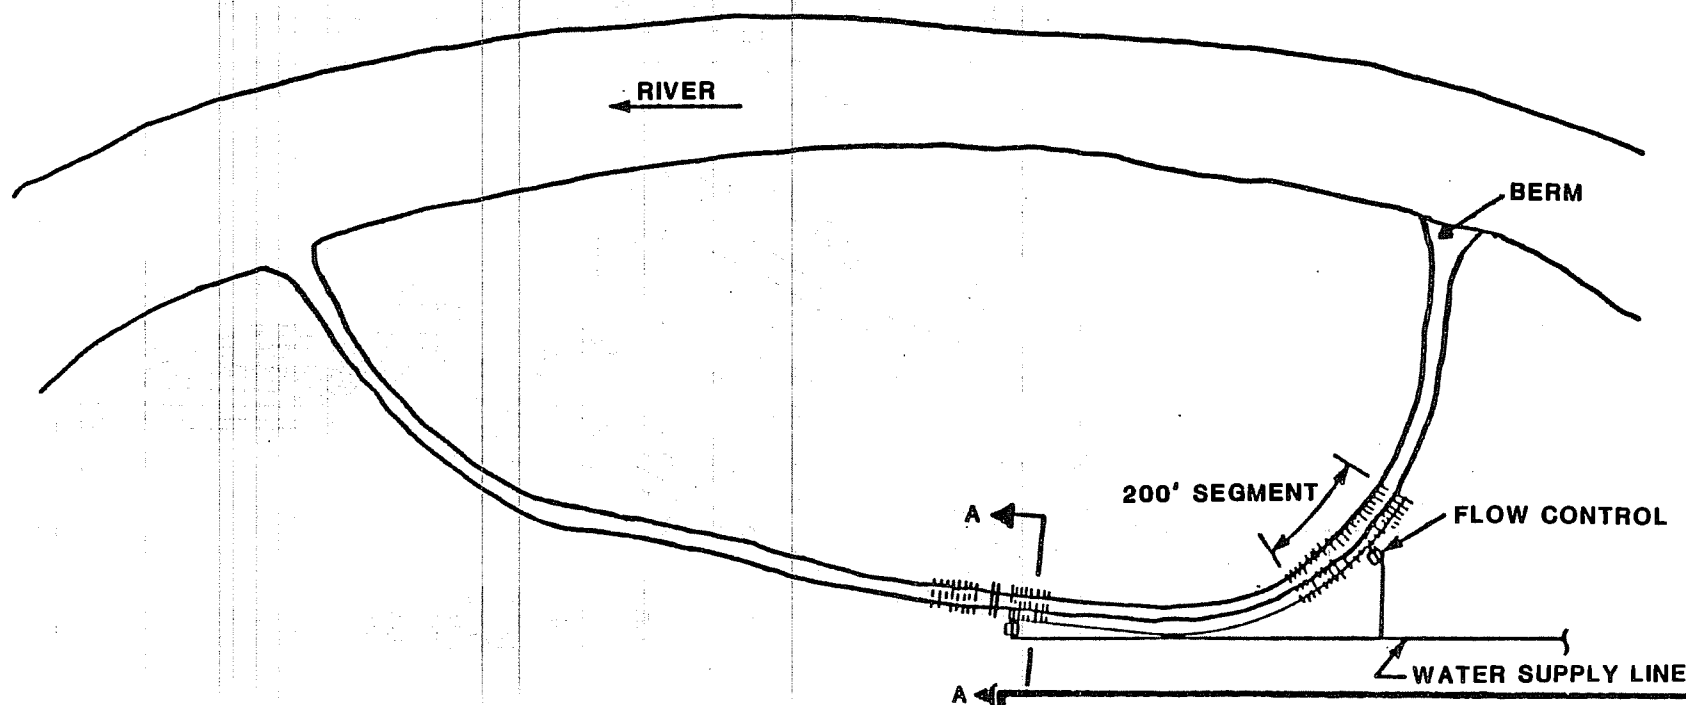 RIVER
BERM
200' SEGMENT
A
FLOW CONTROL
WATER SUPPLY LINE
A